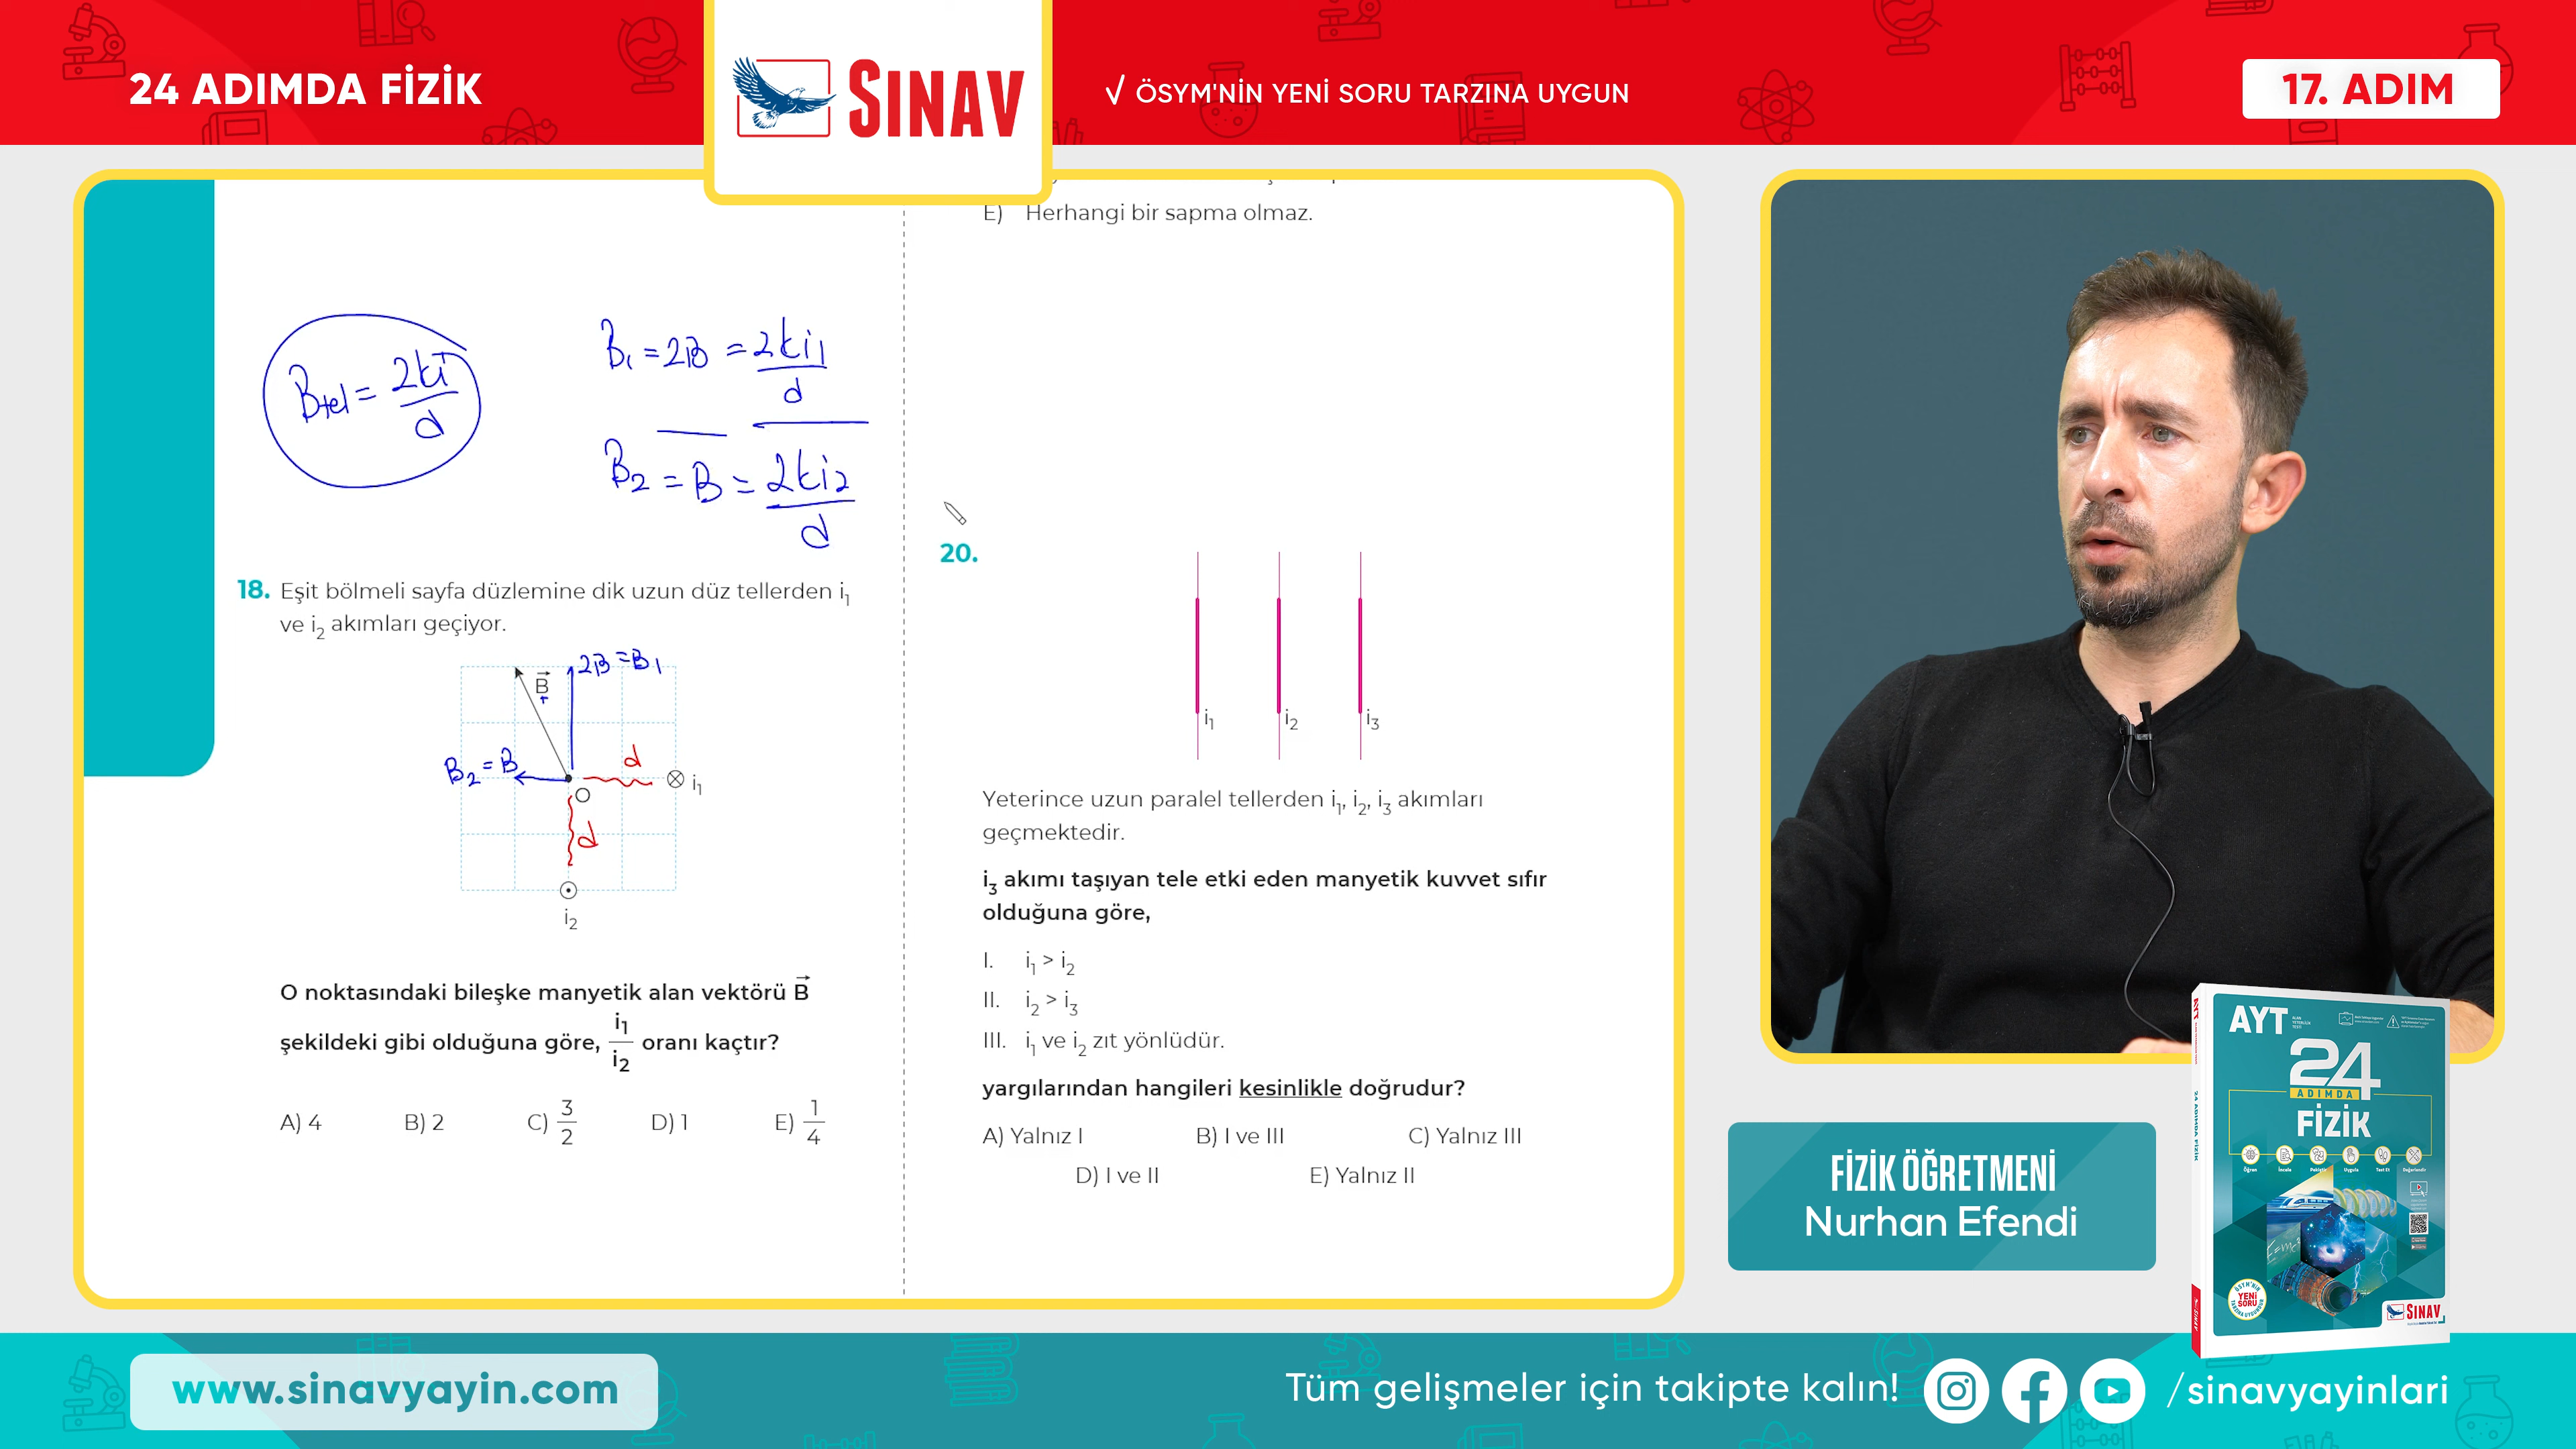 24 ADIMDA FİZİK
SINAV
√ ÖSYM'NİN YENİ SORU TARZINA UYGUN
17. ADIM
B_tel = 2ki / d
B₁ = 2B = 2ki₁ / d
B₂ = B = 2ki₂ / d
18. Eşit bölmeli sayfa düzlemine dik uzun düz tellerden i₁
ve i₂ akımları geçiyor.
2B = B₁
B
B₂ = B
d
i₁
O
d
i₂
O noktasındaki bileşke manyetik alan vektörü B
şekildeki gibi olduğuna göre, i₁/i₂ oranı kaçtır?
A) 4 B) 2 C) 3/2 D) 1 E) 1/4
E) Herhangi bir sapma olmaz.
20.
i₁ i₂ i₃
Yeterince uzun paralel tellerden i₁, i₂, i₃ akımları
geçmektedir.
i₃ akımı taşıyan tele etki eden manyetik kuvvet sıfır
olduğuna göre,
I. i₁ > i₂
II. i₂ > i₃
III. i₁ ve i₂ zıt yönlüdür.
yargılarından hangileri kesinlikle doğrudur?
A) Yalnız I B) I ve III C) Yalnız III
D) I ve II E) Yalnız II
FİZİK ÖĞRETMENİ
Nurhan Efendi
AYT
24
ADIMDA
FİZİK
YENİ
SORU
SINAV
www.sinavyayin.com
Tüm gelişmeler için takipte kalın!
/sinavyayinlari